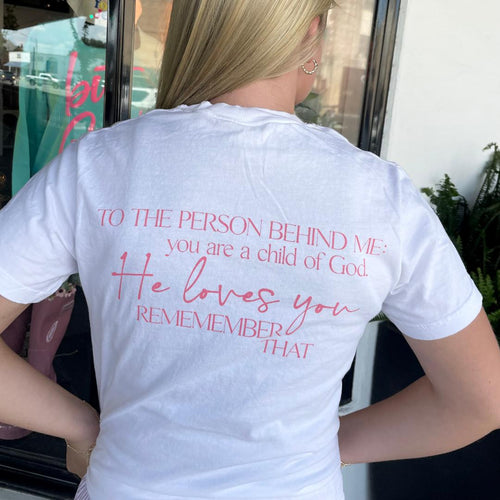 TO THE PERSON BEHIND ME:
you are a child of God.
He loves you
REMEMEMBER
THAT